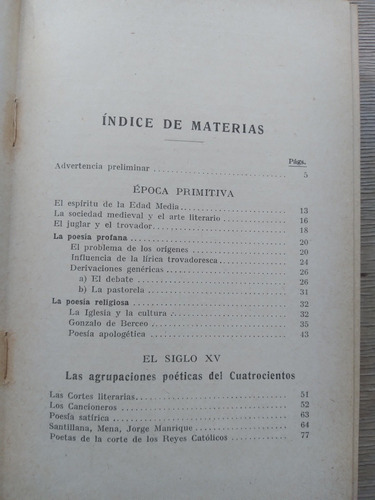 ÍNDICE DE MATERIAS
Págs.
Advertencia preliminar 5
ÉPOCA PRIMITIVA
El espíritu de la Edad Media 13
La sociedad medieval y el arte literario 16
El juglar y el trovador 18
La poesía profana 20
El problema de los orígenes 20
Influencia de la lírica trovadoresca 24
Derivaciones genéricas 26
a) El debate 26
b) La pastorela 31
La poesía religiosa 32
La Iglesia y la cultura 32
Gonzalo de Berceo 35
Poesía apologética 43
EL SIGLO XV
Las agrupaciones poéticas del Cuatrocientos
Las Cortes literarias 51
Los Cancioneros 52
Poesía satírica 63
Santillana, Mena, Jorge Manrique 64
Poetas de la corte de los Reyes Católicos 77